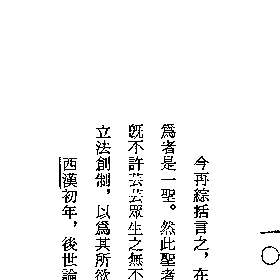 一〇
今再綜括言之，在
爲者是一聖。然此聖者
旣不許芸芸眾生之無不
立法創制，以爲其所欲
西漢初年，後世論